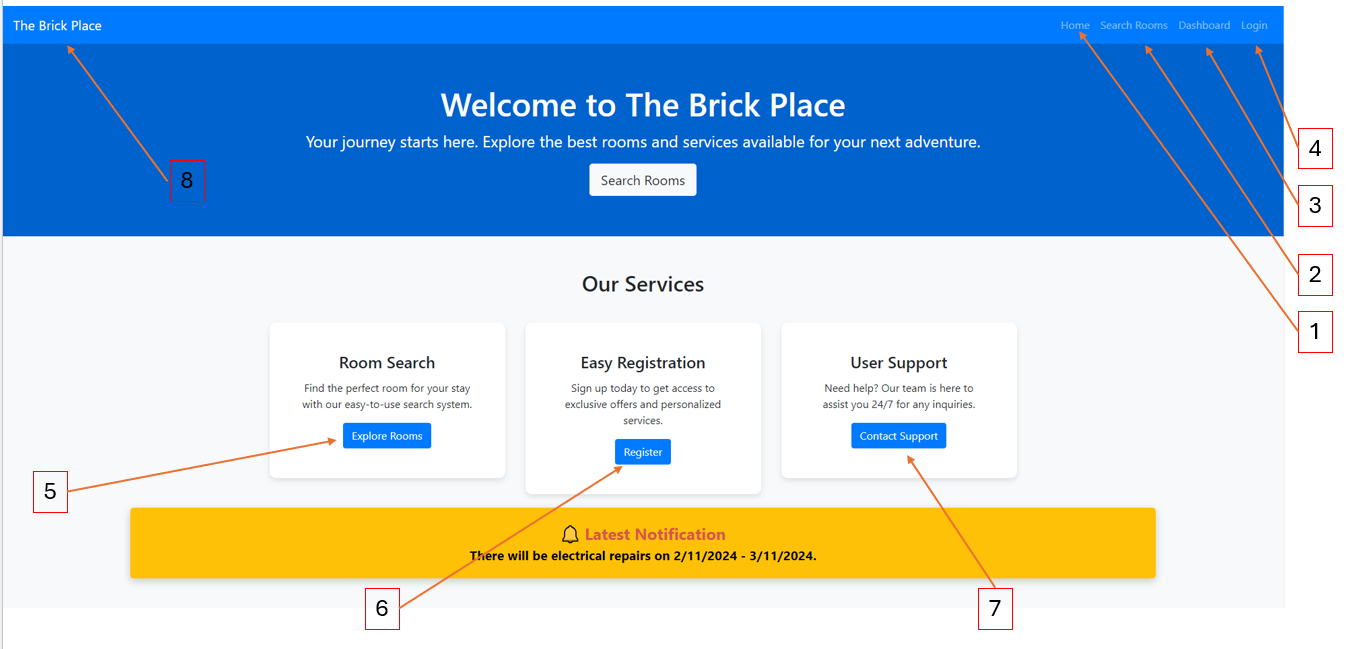 The Brick Place
Home Search Rooms Dashboard Login
Welcome to The Brick Place
Your journey starts here. Explore the best rooms and services available for your next adventure.
Search Rooms
8
4
3
2
1
Our Services
Room Search
Find the perfect room for your stay
with our easy-to-use search system.
Explore Rooms
Easy Registration
Sign up today to get access to
exclusive offers and personalized
services.
Register
User Support
Need help? Our team is here to
assist you 24/7 for any inquiries.
Contact Support
5
Latest Notification
There will be electrical repairs on 2/11/2024 - 3/11/2024.
6
7